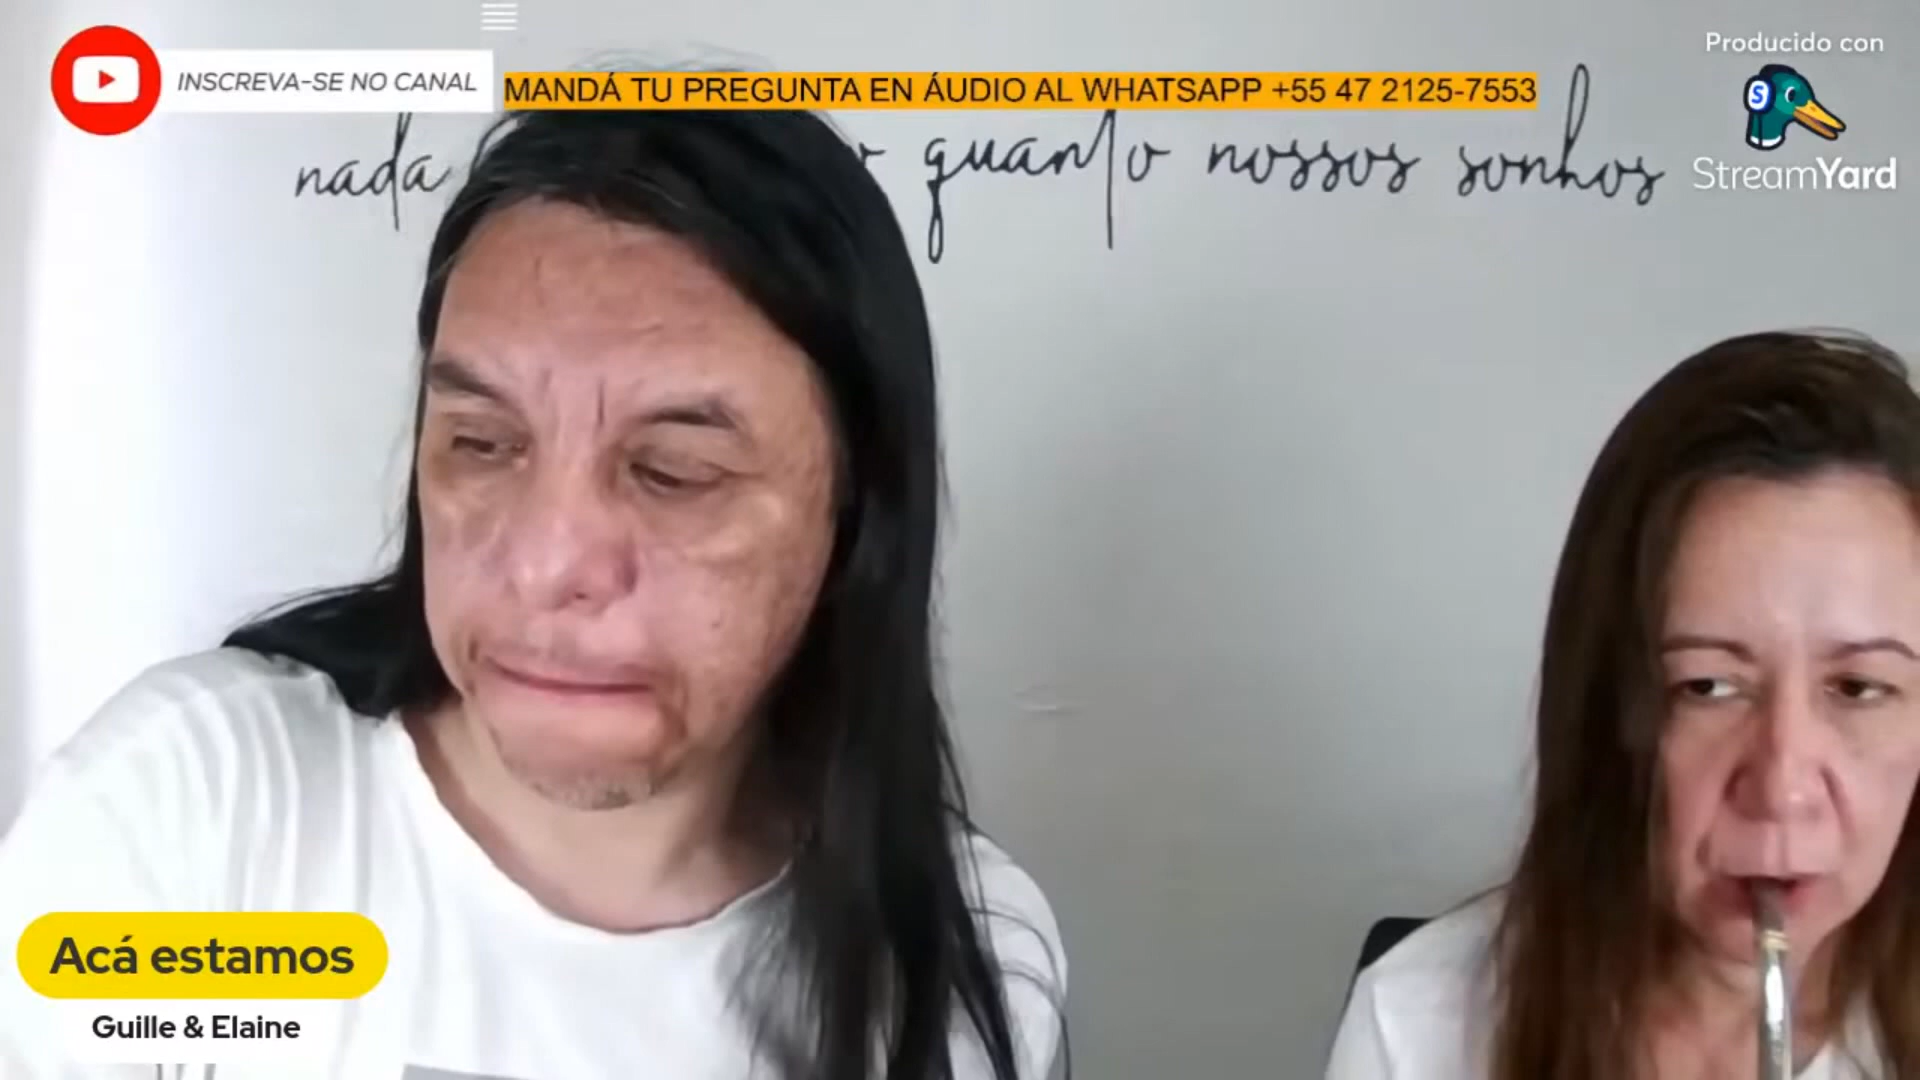 Producido con
INSCREVA-SE NO CANAL
MANDÁ TU PREGUNTA EN ÁUDIO AL WHATSAPP +55 47 2125-7553
S
StreamYard
nada quanto nossos sonhos
Acá estamos
Guille & Elaine